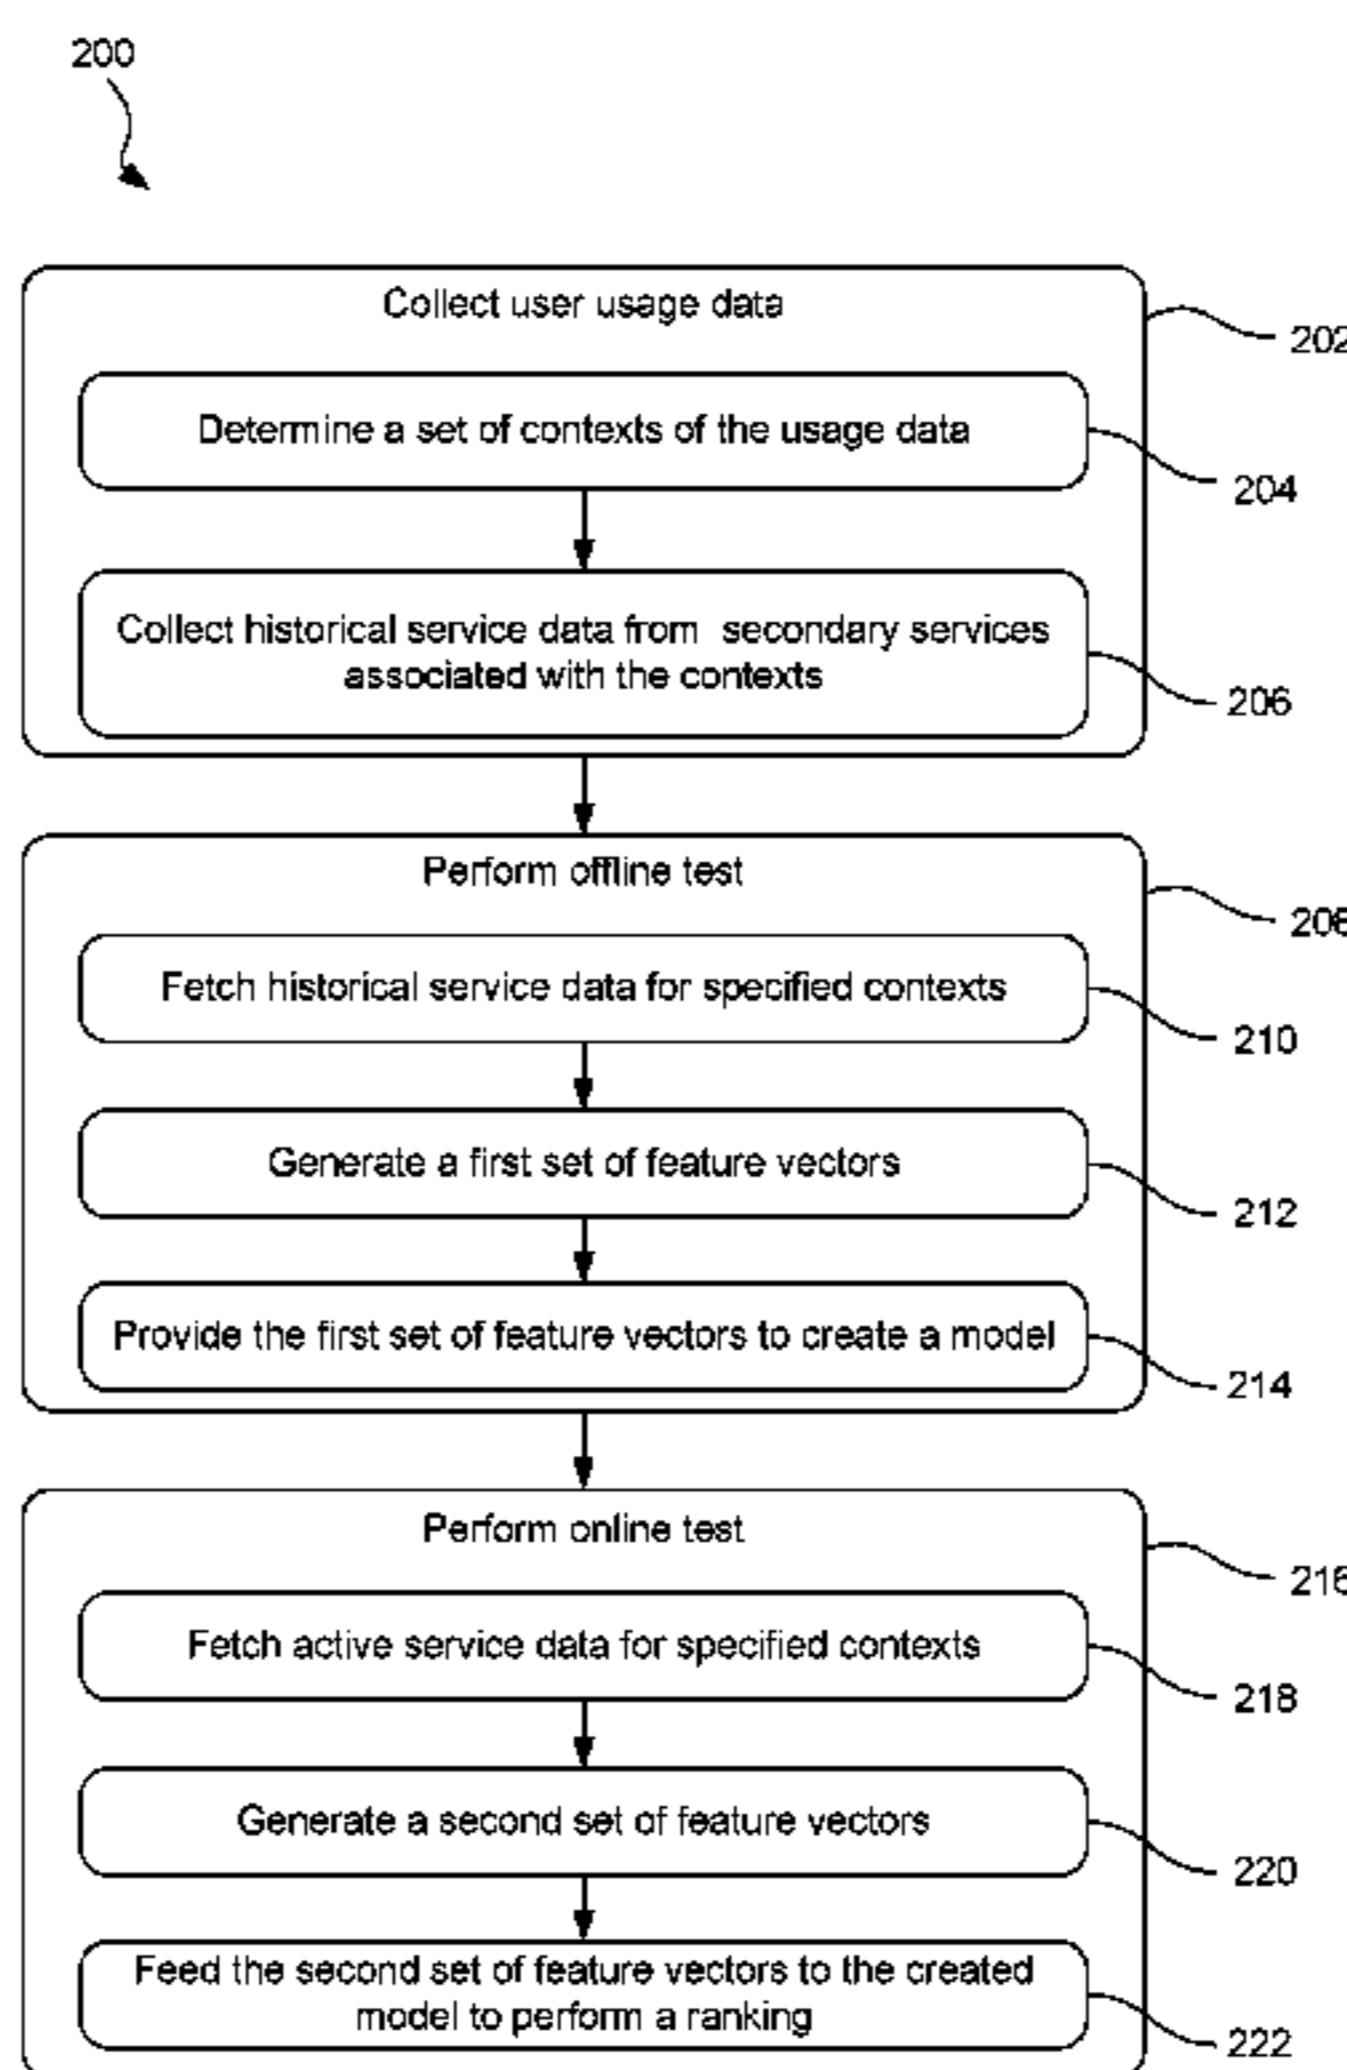 200
Collect user usage data
202
Determine a set of contexts of the usage data
204
Collect historical service data from secondary services
associated with the contexts
206
Perform offline test
208
Fetch historical service data for specified contexts
210
Generate a first set of feature vectors
212
Provide the first set of feature vectors to create a model
214
Perform online test
216
Fetch active service data for specified contexts
218
Generate a second set of feature vectors
220
Feed the second set of feature vectors to the created
model to perform a ranking
222